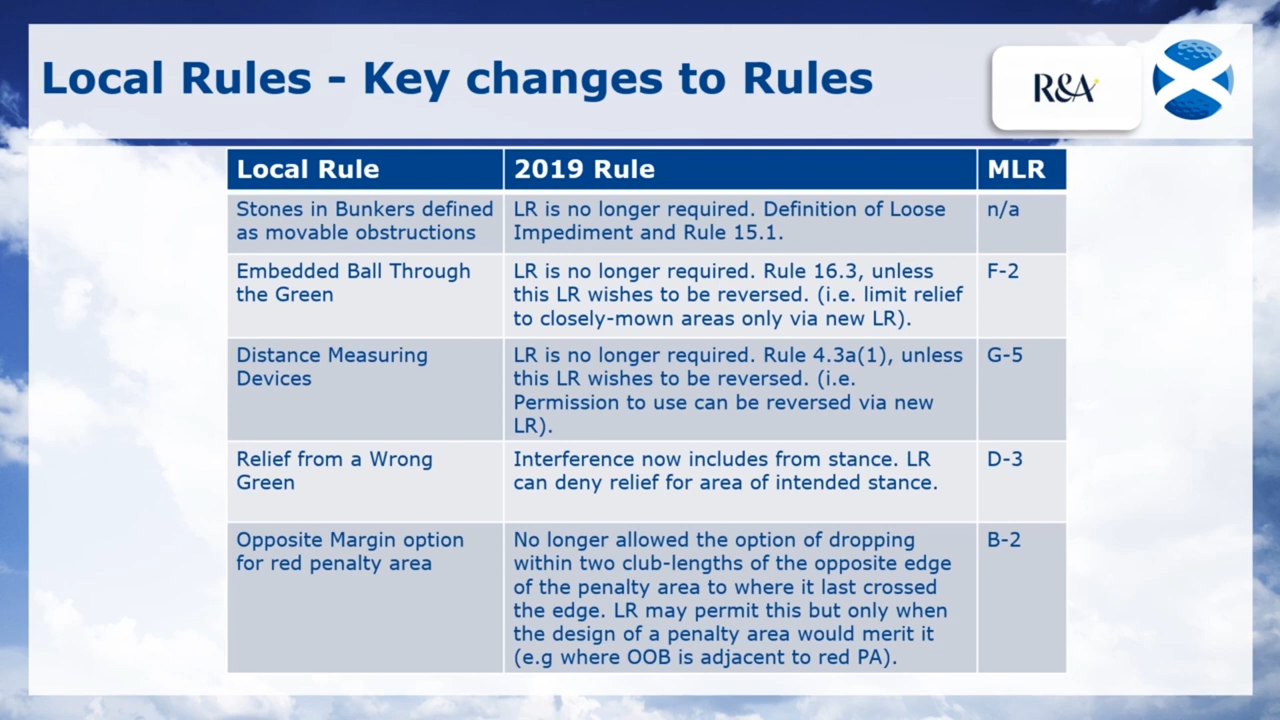 Local Rules - Key changes to Rules
R&A
Local Rule
2019 Rule
MLR
Stones in Bunkers defined
as movable obstructions
LR is no longer required. Definition of Loose
Impediment and Rule 15.1.
n/a
Embedded Ball Through
the Green
LR is no longer required. Rule 16.3, unless
this LR wishes to be reversed. (i.e. limit relief
to closely-mown areas only via new LR).
F-2
Distance Measuring
Devices
LR is no longer required. Rule 4.3a(1), unless
this LR wishes to be reversed. (i.e.
Permission to use can be reversed via new
LR).
G-5
Relief from a Wrong
Green
Interference now includes from stance. LR
can deny relief for area of intended stance.
D-3
Opposite Margin option
for red penalty area
No longer allowed the option of dropping
within two club-lengths of the opposite edge
of the penalty area to where it last crossed
the edge. LR may permit this but only when
the design of a penalty area would merit it
(e.g where OOB is adjacent to red PA).
B-2